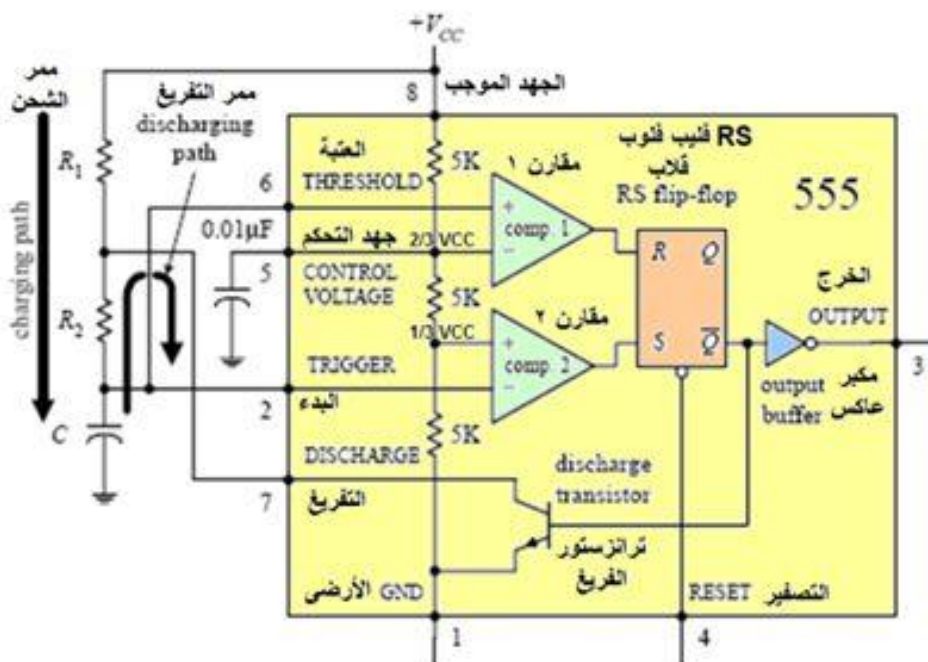 +V_CC
ممر
الشحن
8
الجهد الموجب
ممر التفريغ
discharging
path
charging path
R₁
R₂
C
العتبة
6
THRESHOLD
5K
مقارن ١
+
comp. 1
−
RS فليب فلوب
قلاب
RS flip-flop
555
0.01µF
جهد التحكم
2/3 VCC
5
CONTROL
VOLTAGE
5K
R
Q
S
Q̅
الخرج
OUTPUT
3
1/3 VCC
مقارن ٢
+
comp 2
−
TRIGGER
2
البدء
output
buffer
مكبر
عاكس
5K
DISCHARGE
7
التفريغ
discharge
transistor
ترانزستور
الفريغ
الأرضى GND
RESET التصفير
1
4